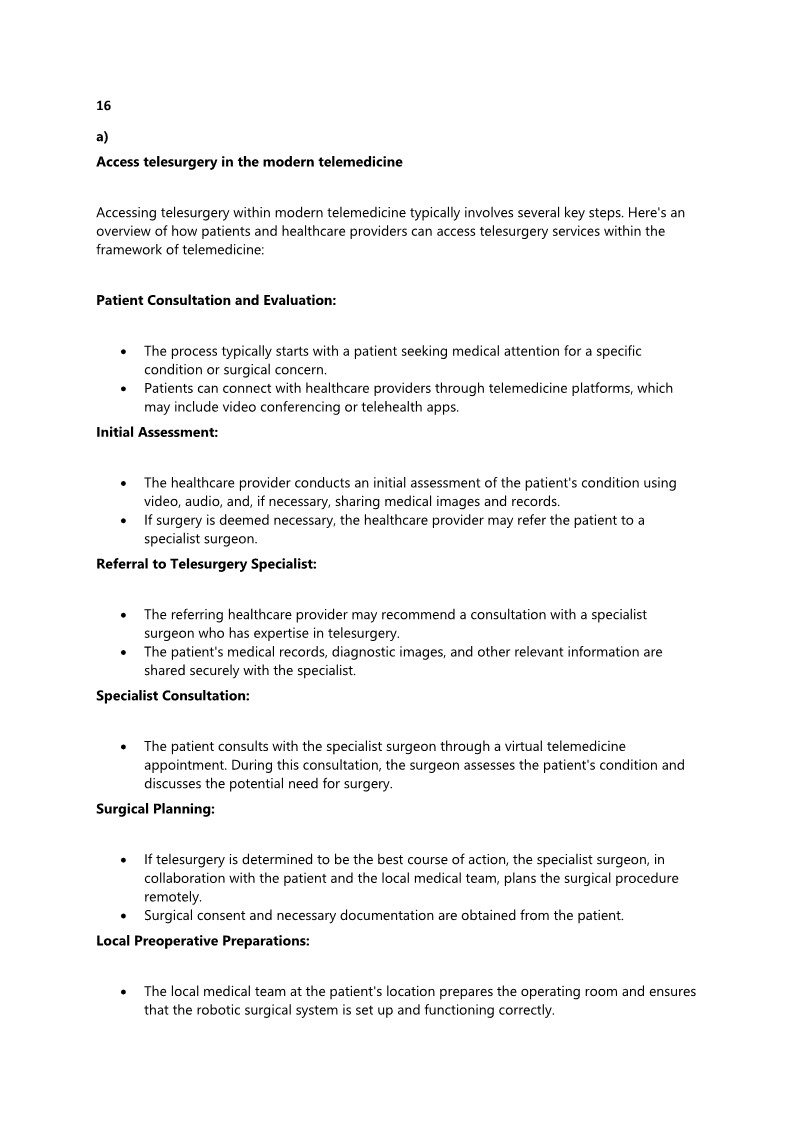 16
a)
Access telesurgery in the modern telemedicine
Accessing telesurgery within modern telemedicine typically involves several key steps. Here's an
overview of how patients and healthcare providers can access telesurgery services within the
framework of telemedicine:
Patient Consultation and Evaluation:
• The process typically starts with a patient seeking medical attention for a specific
condition or surgical concern.
• Patients can connect with healthcare providers through telemedicine platforms, which
may include video conferencing or telehealth apps.
Initial Assessment:
• The healthcare provider conducts an initial assessment of the patient's condition using
video, audio, and, if necessary, sharing medical images and records.
• If surgery is deemed necessary, the healthcare provider may refer the patient to a
specialist surgeon.
Referral to Telesurgery Specialist:
• The referring healthcare provider may recommend a consultation with a specialist
surgeon who has expertise in telesurgery.
• The patient's medical records, diagnostic images, and other relevant information are
shared securely with the specialist.
Specialist Consultation:
• The patient consults with the specialist surgeon through a virtual telemedicine
appointment. During this consultation, the surgeon assesses the patient's condition and
discusses the potential need for surgery.
Surgical Planning:
• If telesurgery is determined to be the best course of action, the specialist surgeon, in
collaboration with the patient and the local medical team, plans the surgical procedure
remotely.
• Surgical consent and necessary documentation are obtained from the patient.
Local Preoperative Preparations:
• The local medical team at the patient's location prepares the operating room and ensures
that the robotic surgical system is set up and functioning correctly.